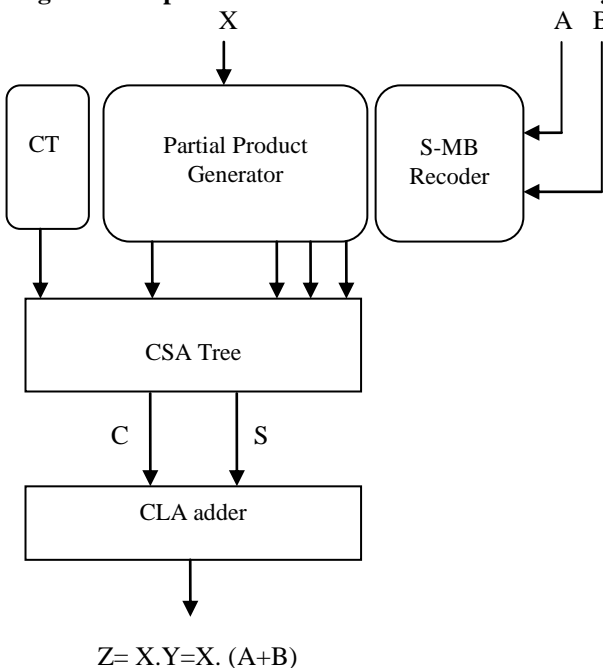 X
A B
CT
Partial Product
Generator
S-MB
Recoder
CSA Tree
C
S
CLA adder
Z= X.Y=X. (A+B)